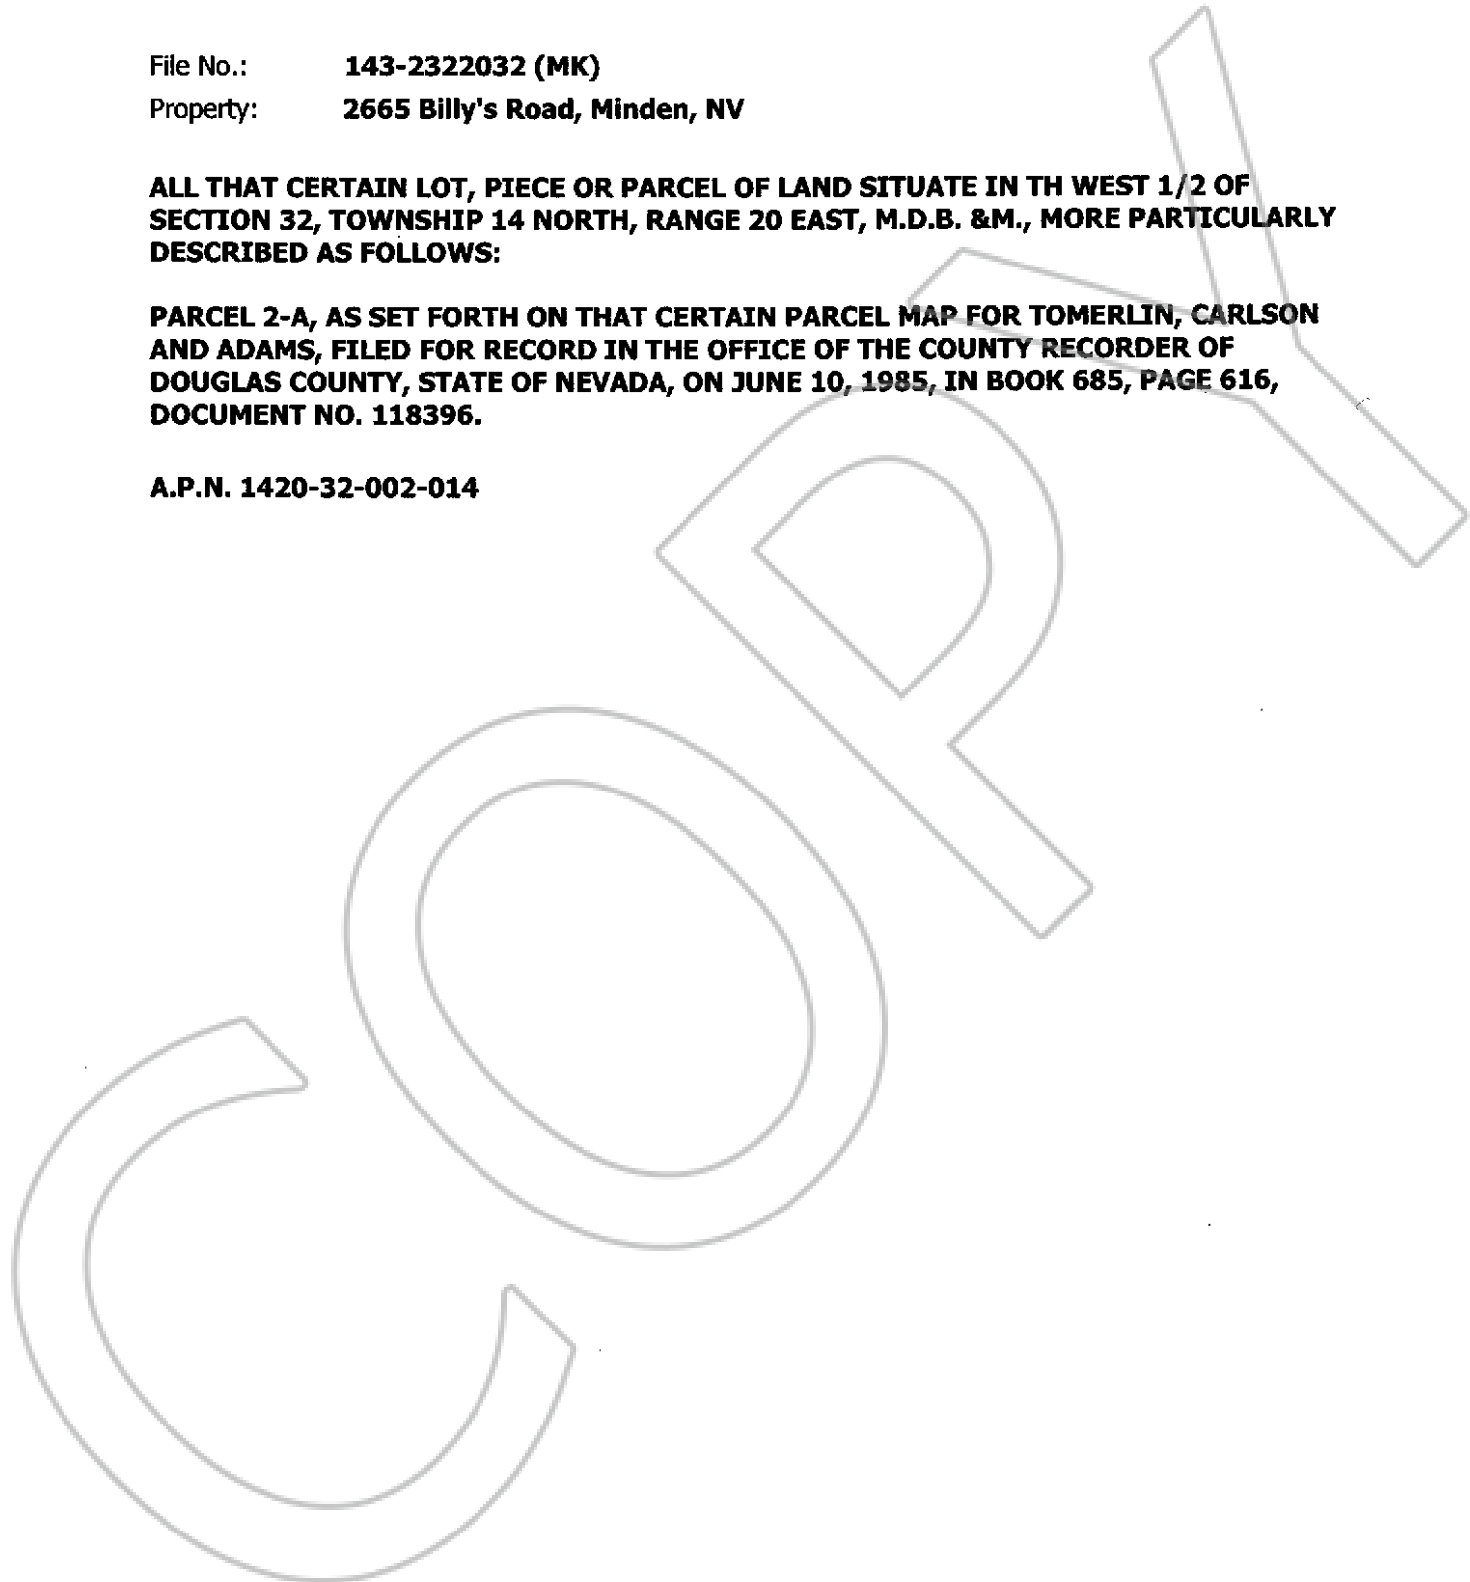 File No.: 143-2322032 (MK)
Property: 2665 Billy's Road, Minden, NV
ALL THAT CERTAIN LOT, PIECE OR PARCEL OF LAND SITUATE IN TH WEST 1/2 OF
SECTION 32, TOWNSHIP 14 NORTH, RANGE 20 EAST, M.D.B. &M., MORE PARTICULARLY
DESCRIBED AS FOLLOWS:
PARCEL 2-A, AS SET FORTH ON THAT CERTAIN PARCEL MAP FOR TOMERLIN, CARLSON
AND ADAMS, FILED FOR RECORD IN THE OFFICE OF THE COUNTY RECORDER OF
DOUGLAS COUNTY, STATE OF NEVADA, ON JUNE 10, 1985, IN BOOK 685, PAGE 616,
DOCUMENT NO. 118396.
A.P.N. 1420-32-002-014
COPY